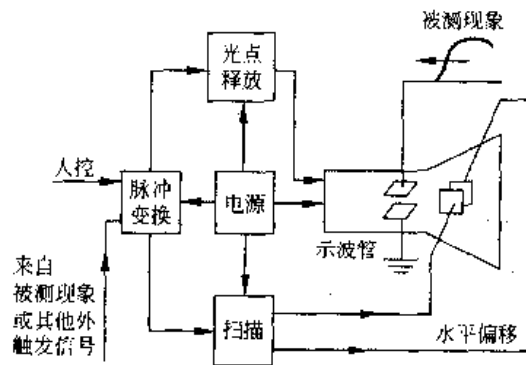 被测现象
光点
释放
人控
脉冲
变换
电源
示波管
来自
被测现象
或其他外
触发信号
扫描
水平偏移